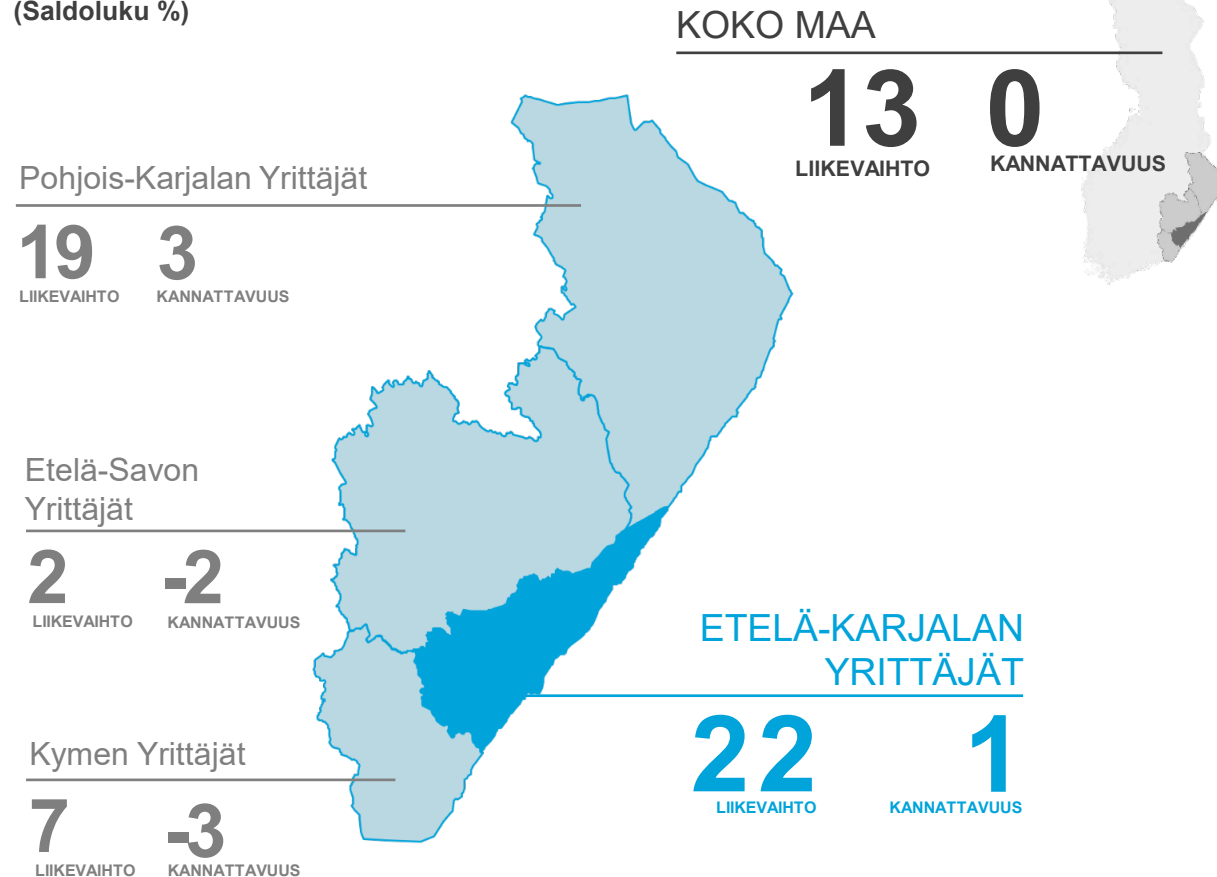 (Saldoluku %)
KOKO MAA
13 0
LIIKEVAIHTO KANNATTAVUUS
Pohjois-Karjalan Yrittäjät
19 3
LIIKEVAIHTO KANNATTAVUUS
Etelä-Savon
Yrittäjät
2 -2
LIIKEVAIHTO KANNATTAVUUS
ETELÄ-KARJALAN
YRITTÄJÄT
22 1
LIIKEVAIHTO KANNATTAVUUS
Kymen Yrittäjät
7 -3
LIIKEVAIHTO KANNATTAVUUS